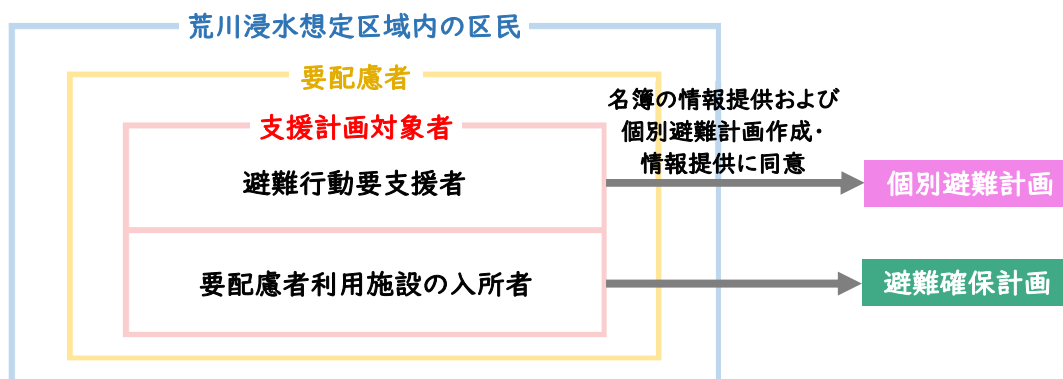 荒川浸水想定区域内の区民
要配慮者
支援計画対象者
名簿の情報提供および
個別避難計画作成・
情報提供に同意
避難行動要支援者
個別避難計画
要配慮者利用施設の入所者
避難確保計画